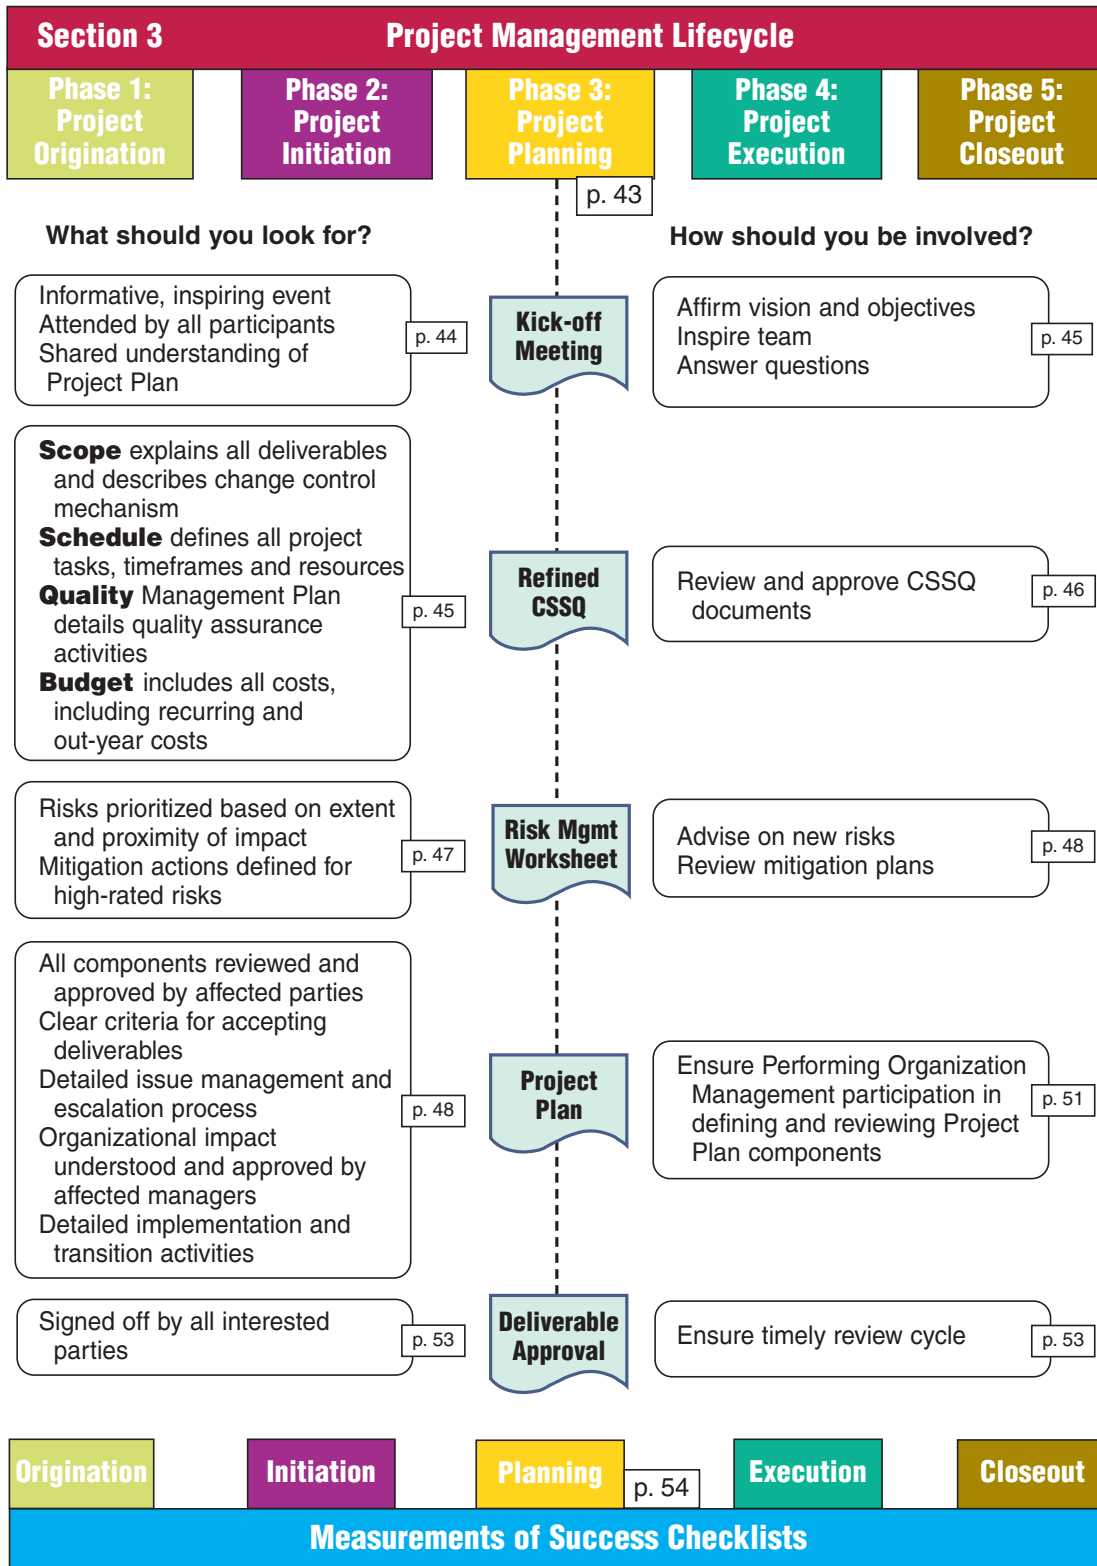 Section 3 Project Management Lifecycle
Phase 1:
Project
Origination
Phase 2:
Project
Initiation
Phase 3:
Project
Planning
Phase 4:
Project
Execution
Phase 5:
Project
Closeout
p. 43
What should you look for?
How should you be involved?
Informative, inspiring event
Attended by all participants
Shared understanding of
Project Plan
p. 44
Kick-off
Meeting
Affirm vision and objectives
Inspire team
Answer questions
p. 45
Scope explains all deliverables
and describes change control
mechanism
Schedule defines all project
tasks, timeframes and resources
Quality Management Plan
details quality assurance
activities
Budget includes all costs,
including recurring and
out-year costs
p. 45
Refined
CSSQ
Review and approve CSSQ
documents
p. 46
Risks prioritized based on extent
and proximity of impact
Mitigation actions defined for
high-rated risks
p. 47
Risk Mgmt
Worksheet
Advise on new risks
Review mitigation plans
p. 48
All components reviewed and
approved by affected parties
Clear criteria for accepting
deliverables
Detailed issue management and
escalation process
Organizational impact
understood and approved by
affected managers
Detailed implementation and
transition activities
p. 48
Project
Plan
Ensure Performing Organization
Management participation in
defining and reviewing Project
Plan components
p. 51
Signed off by all interested
parties
p. 53
Deliverable
Approval
Ensure timely review cycle
p. 53
Origination
Initiation
Planning
p. 54
Execution
Closeout
Measurements of Success Checklists